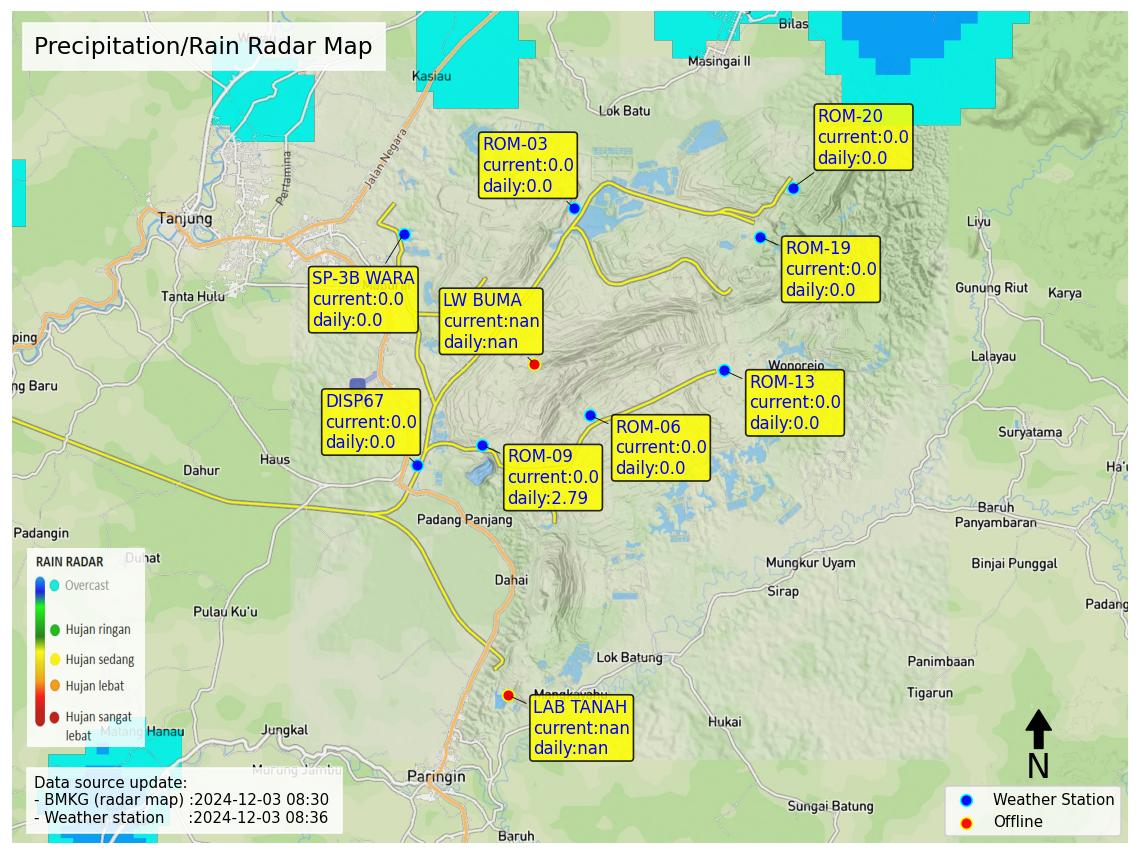 Precipitation/Rain Radar Map
Bilas
Masingai II
Kasiau
Lok Batu
ROM-20
current:0.0
daily:0.0
ROM-03
current:0.0
daily:0.0
Jalan Negara
Pertamina
Tanjung
Liyu
ROM-19
current:0.0
daily:0.0
SP-3B WARA
current:0.0
daily:0.0
Tanta Hulu
LW BUMA
current:nan
daily:nan
Gunung Riut
Karya
ping
Lalayau
Wonorejo
ng Baru
ROM-13
current:0.0
daily:0.0
DISP67
current:0.0
daily:0.0
ROM-06
current:0.0
daily:0.0
Suryatama
Haus
Dahur
ROM-09
current:0.0
daily:2.79
Ha'u
Baruh
Panyambaran
Padang Panjang
Padangin
Duhat
Mungkur Uyam
Binjai Punggal
Dahai
Sirap
Padang
Pulau Ku'u
RAIN RADAR
Overcast
Hujan ringan
Hujan sedang
Hujan lebat
Hujan sangat
lebat
Lok Batung
Panimbaan
Tigarun
LAB TANAH
current:nan
daily:nan
Hukai
Matang Hanau
Jungkal
Murung Jambu
Paringin
N
Data source update:
- BMKG (radar map) :2024-12-03 08:30
- Weather station :2024-12-03 08:36
Sungai Batung
Baruh
Weather Station
Offline